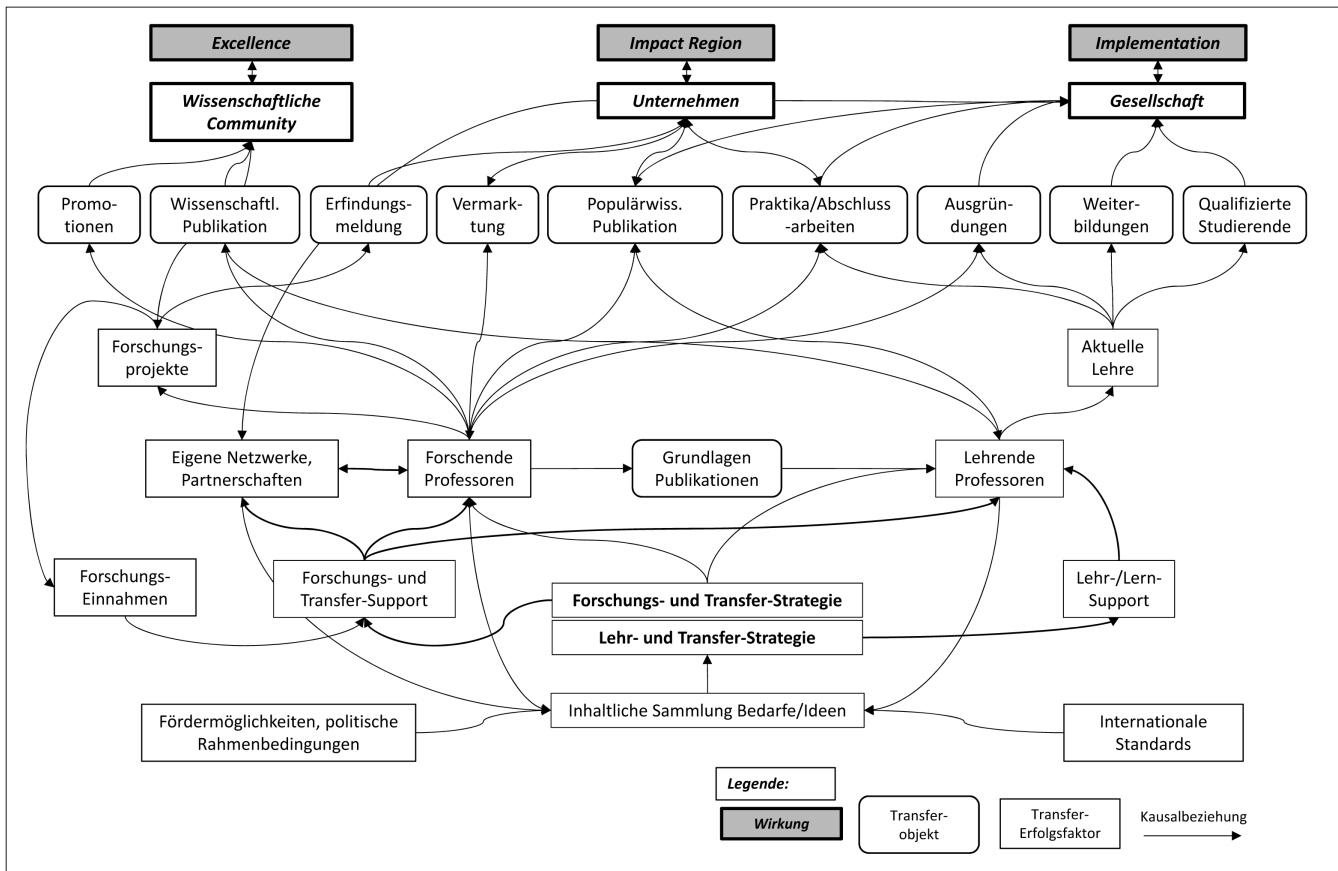 Excellence
Impact Region
Implementation
Wissenschaftliche
Community
Unternehmen
Gesellschaft
Promo-
tionen
Wissenschaftl.
Publikation
Erfindungs-
meldung
Vermark-
tung
Populärwiss.
Publikation
Praktika/Abschluss
-arbeiten
Ausgrün-
dungen
Weiter-
bildungen
Qualifizierte
Studierende
Forschungs-
projekte
Aktuelle
Lehre
Eigene Netzwerke,
Partnerschaften
Forschende
Professoren
Grundlagen
Publikationen
Lehrende
Professoren
Forschungs-
Einnahmen
Forschungs- und
Transfer-Support
Forschungs- und Transfer-Strategie
Lehr- und Transfer-Strategie
Lehr-/Lern-
Support
Fördermöglichkeiten, politische
Rahmenbedingungen
Inhaltliche Sammlung Bedarfe/Ideen
Internationale
Standards
Legende:
Wirkung
Transfer-
objekt
Transfer-
Erfolgsfaktor
Kausalbeziehung